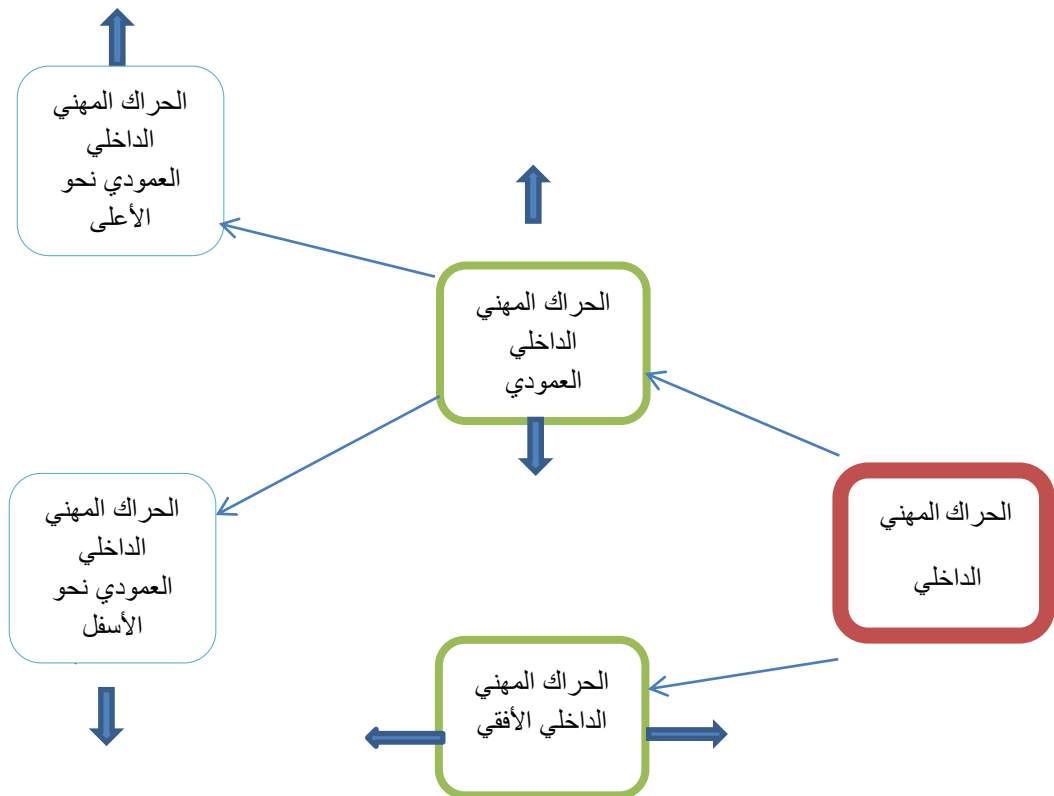 الحراك المهني
الداخلي
الحراك المهني
الداخلي
العمودي
الحراك المهني
الداخلي الأفقي
الحراك المهني
الداخلي
العمودي نحو
الأعلى
الحراك المهني
الداخلي
العمودي نحو
الأسفل